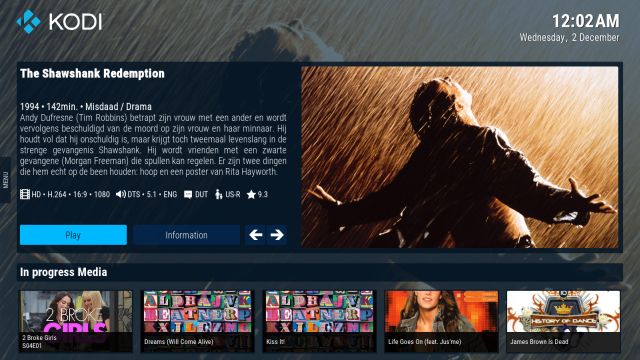 KODI
12:02 AM
Wednesday, 2 December
The Shawshank Redemption
1994 • 142min. • Misdaad / Drama
Andy Dufresne (Tim Robbins) betrapt zijn vrouw met een ander en wordt
vervolgens beschuldigd van de moord op zijn vrouw en haar minnaar. Hij
houdt vol dat hij onschuldig is, maar krijgt toch tweemaal levenslang in de
strenge gevangenis Shawshank. Hij wordt vrienden met een zwarte
gevangene (Morgan Freeman) die spullen kan regelen. Er zijn twee dingen
die hem echt op de been houden: hoop en een poster van Rita Hayworth.
MENU
HD • H.264 • 16:9 • 1080 DTS • 5.1 • ENG DUT US-R 9.3
Play Information
In progress Media
2 BROKE
GIRLS
2 Broke Girls
S04E01
Dreams (Will Come Alive)
Kiss It!
Life Goes On (feat. Jus'me)
HISTORY OF DANCE
James Brown is Dead